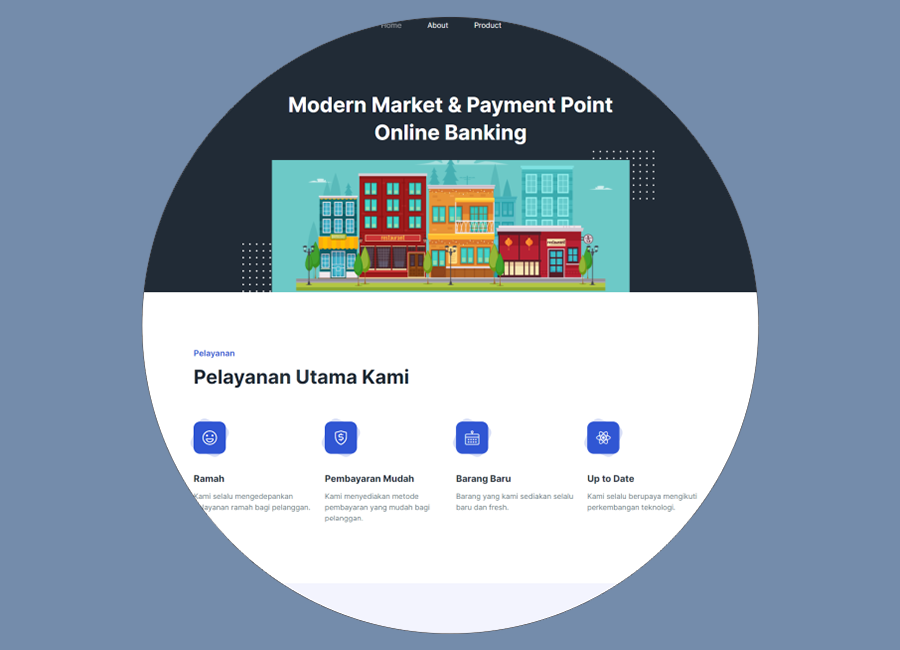 Home About Product
Modern Market & Payment Point
Online Banking
Pelayanan
Pelayanan Utama Kami
Ramah
Kami selalu mengedepankan
pelayanan ramah bagi pelanggan.
Pembayaran Mudah
Kami menyediakan metode
pembayaran yang mudah bagi
pelanggan.
Barang Baru
Barang yang kami sediakan selalu
baru dan fresh.
Up to Date
Kami selalu berupaya mengikuti
perkembangan teknologi.